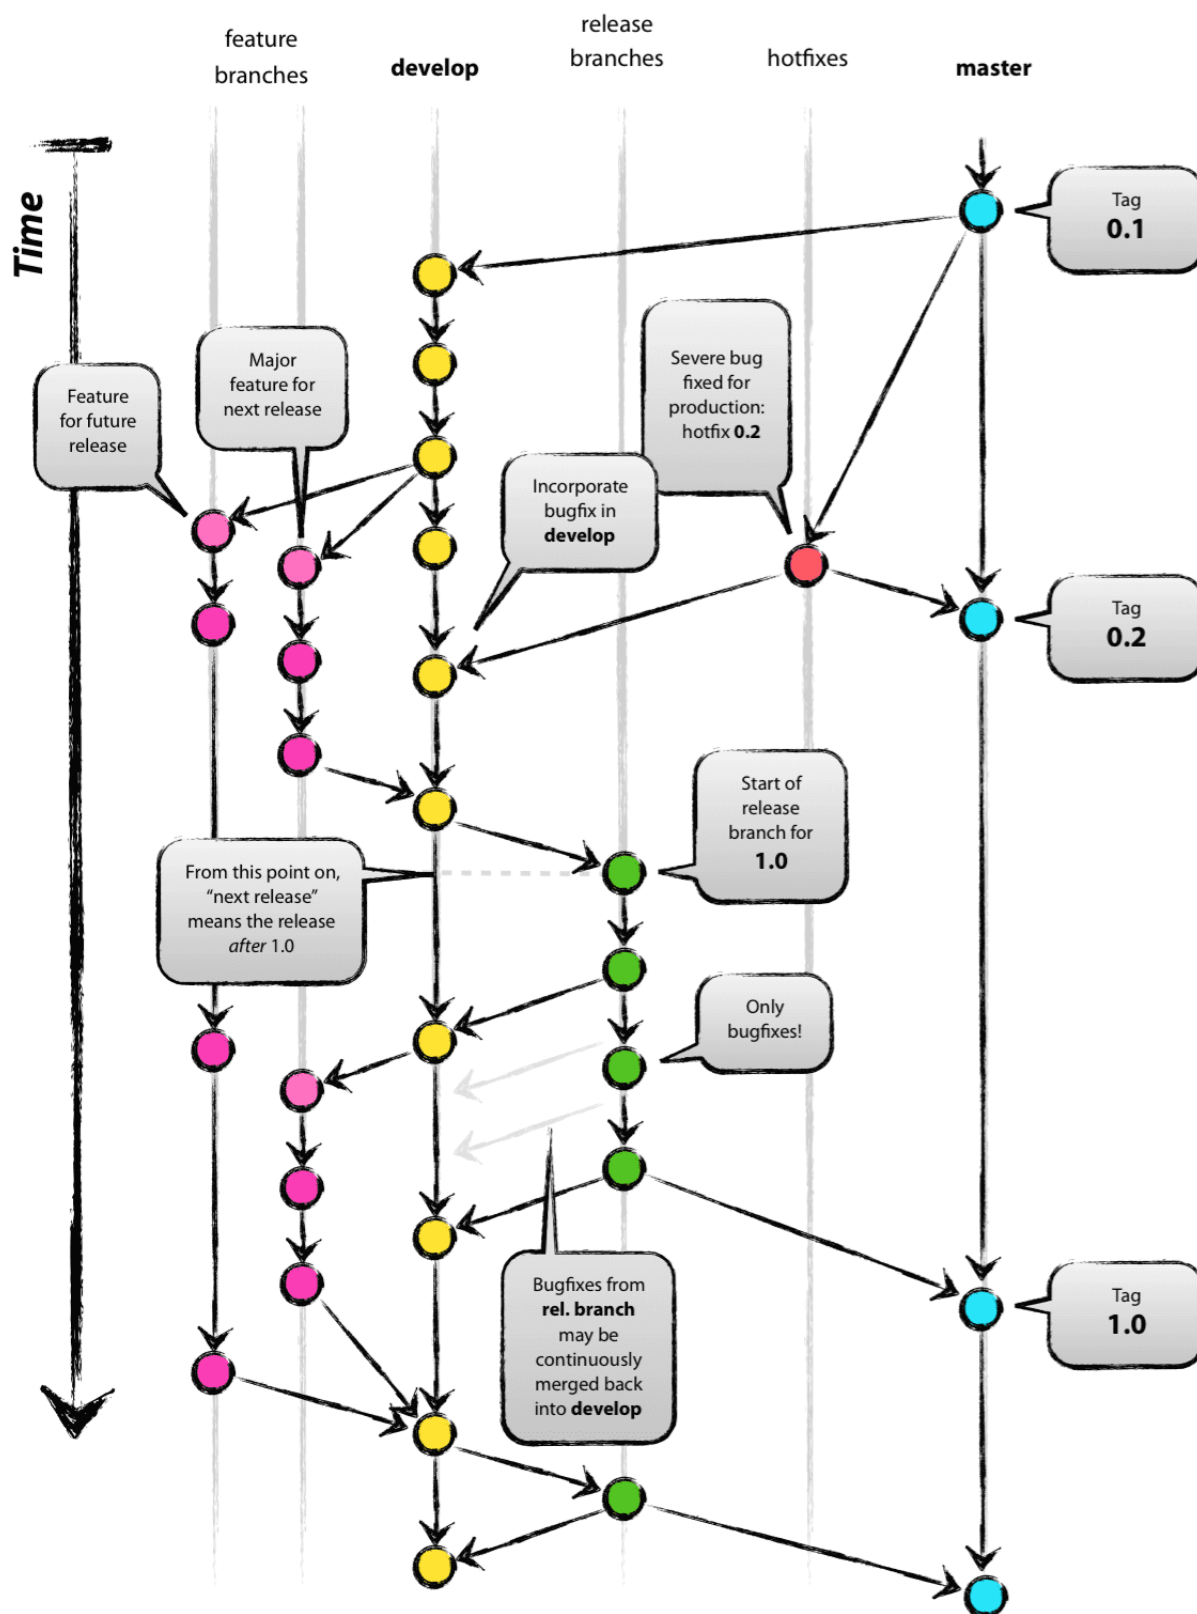 feature
branches
develop
release
branches
hotfixes
master
Time
Tag
0.1
Major
feature for
next release
Feature
for future
release
Severe bug
fixed for
production:
hotfix 0.2
Incorporate
bugfix in
develop
Tag
0.2
Start of
release
branch for
1.0
From this point on,
“next release”
means the release
after 1.0
Only
bugfixes!
Bugfixes from
rel. branch
may be
continuously
merged back
into develop
Tag
1.0